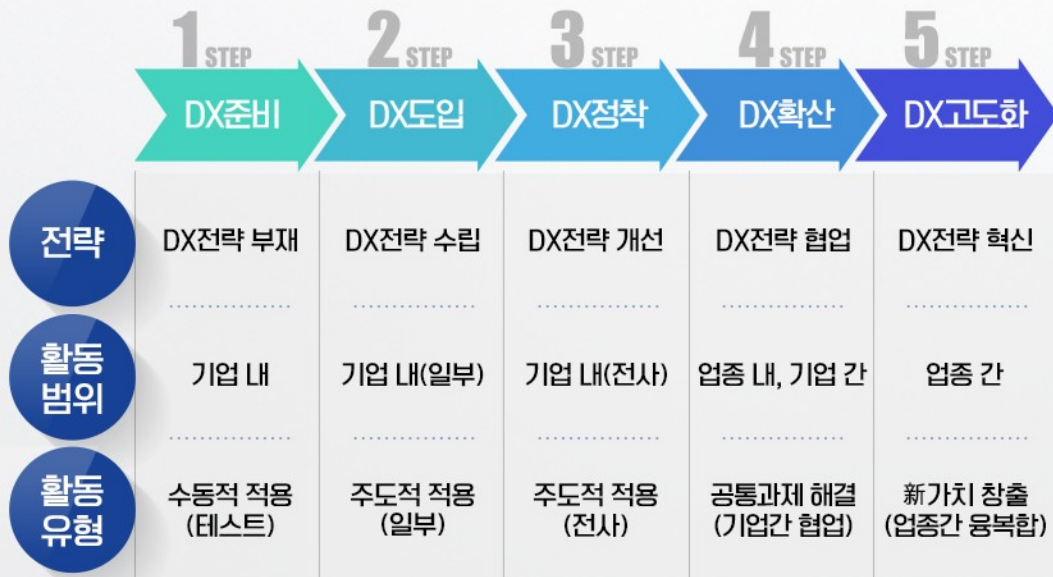 1 STEP 2 STEP 3 STEP 4 STEP 5 STEP
DX준비 DX도입 DX정착 DX확산 DX고도화
전략 DX전략 부재 DX전략 수립 DX전략 개선 DX전략 협업 DX전략 혁신
활동
범위
기업 내 기업 내(일부) 기업 내(전사) 업종 내, 기업 간 업종 간
활동
유형
수동적 적용
(테스트)
주도적 적용
(일부)
주도적 적용
(전사)
공통과제 해결
(기업간 협업)
新가치 창출
(업종간 융복합)